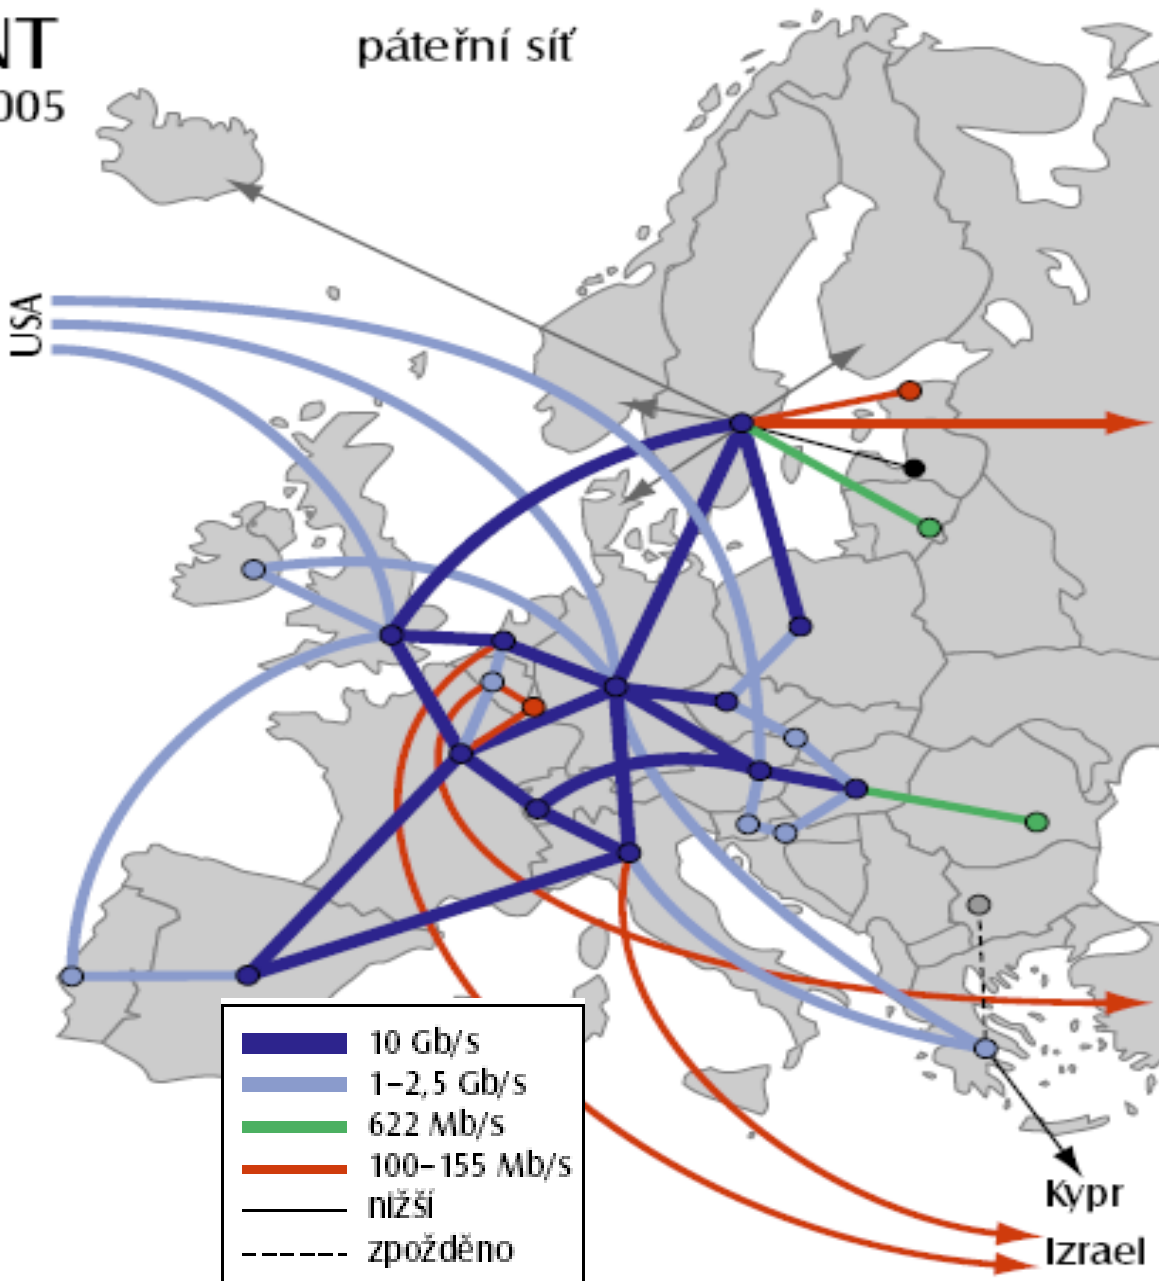 NT
páteřní síť
005
USA
10 Gb/s
1–2,5 Gb/s
622 Mb/s
100–155 Mb/s
nižší
zpožděno
Kypr
Izrael